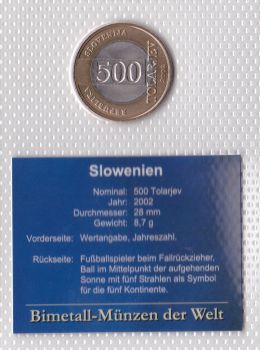 REPUBLIKA SLOVENIJA
500
TOLARJEV
Slowenien
Nominal: 500 Tolarjev
Jahr: 2002
Durchmesser: 28 mm
Gewicht: 8,7 g
Vorderseite: Wertangabe, Jahreszahl.
Rückseite: Fußballspieler beim Fallrückzieher,
Ball im Mittelpunkt der aufgehenden
Sonne mit fünf Strahlen als Symbol
für die fünf Kontinente.
Bimetall-Münzen der Welt